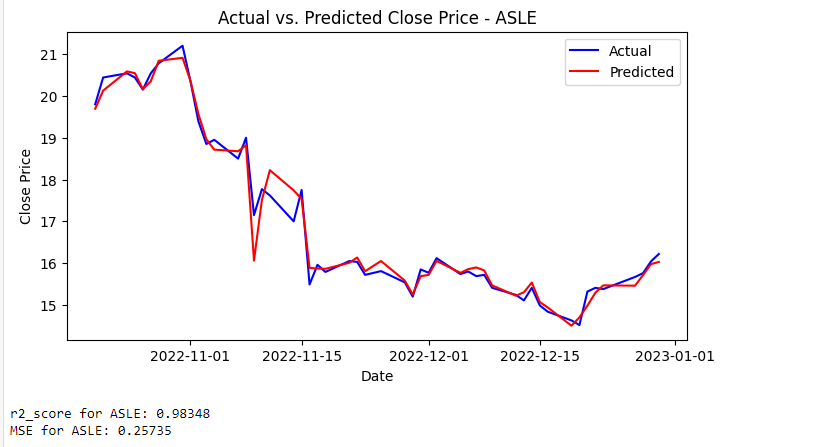 Actual vs. Predicted Close Price - ASLE
Actual
Predicted
21
20
19
18
17
16
15
Close Price
2022-11-01 2022-11-15 2022-12-01 2022-12-15 2023-01-01
Date
r2_score for ASLE: 0.98348
MSE for ASLE: 0.25735